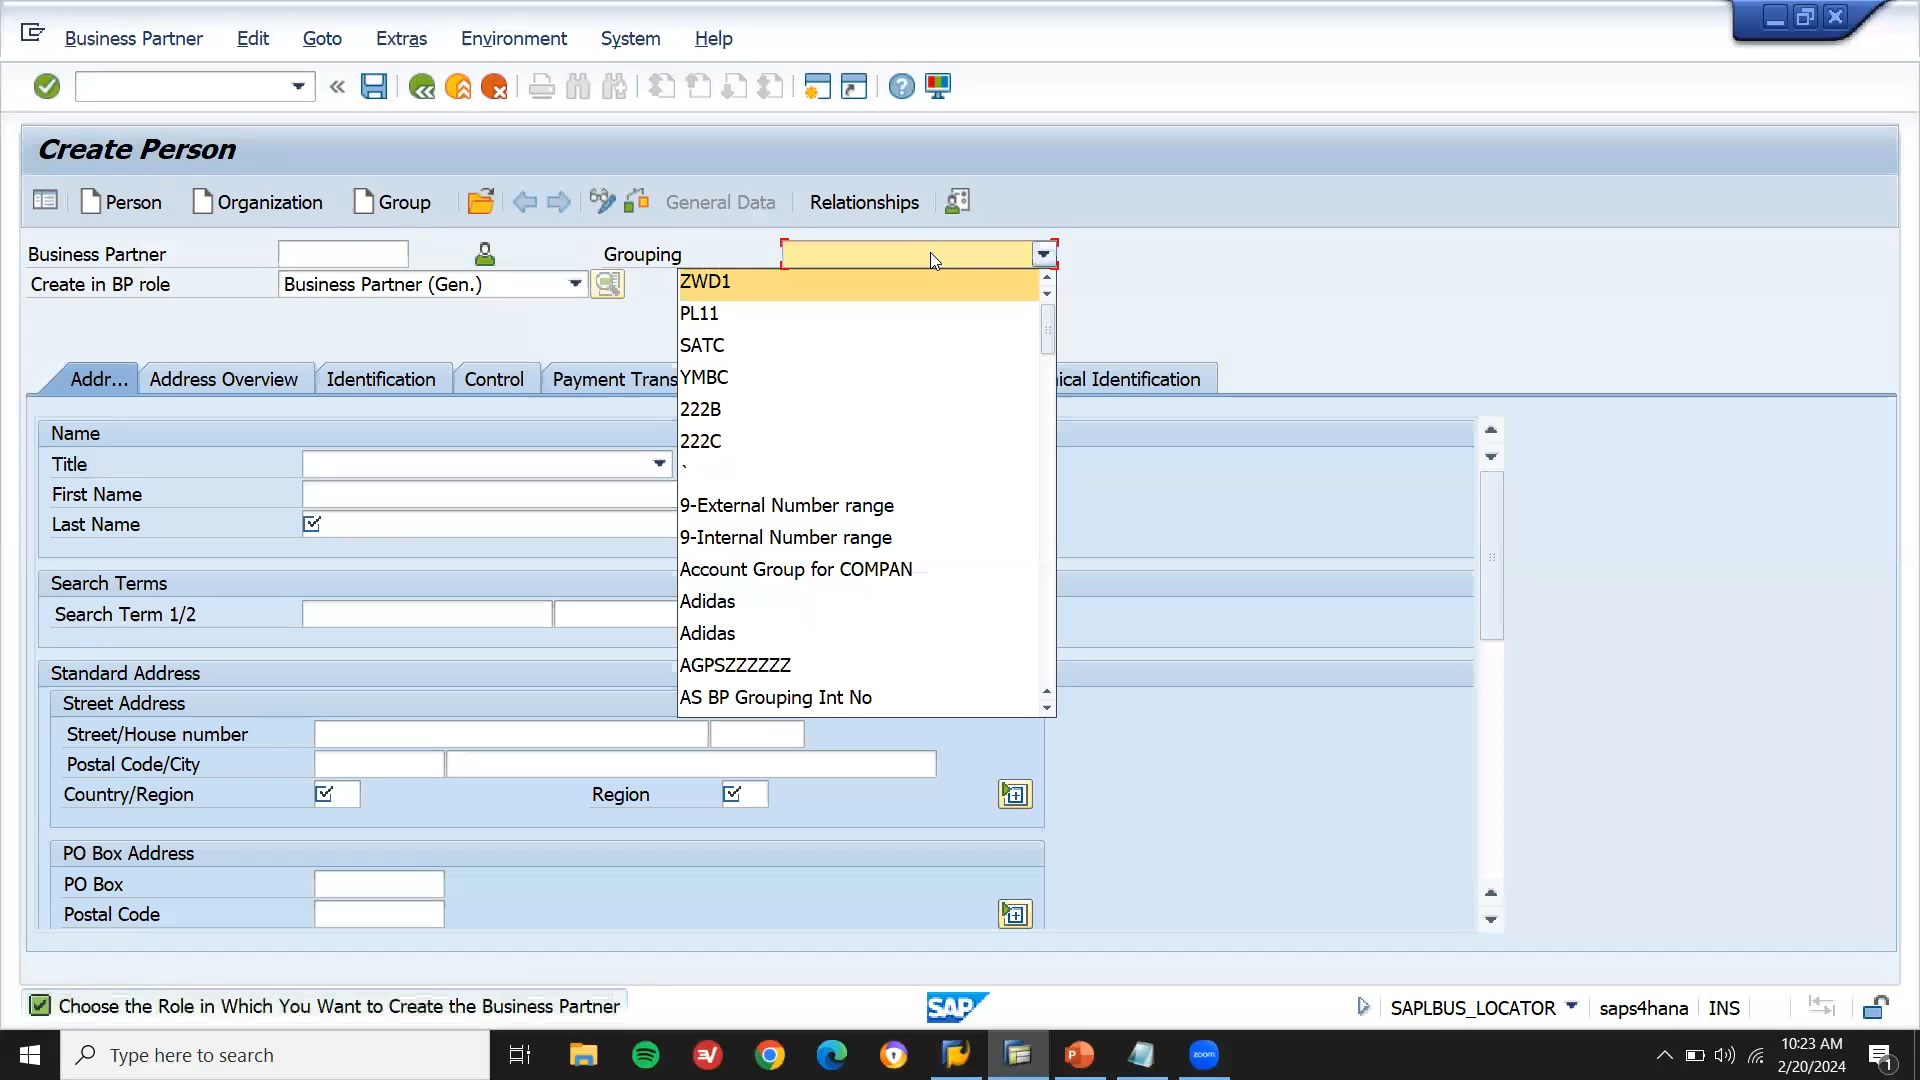 Business Partner Edit Goto Extras Environment System Help
Create Person
Person Organization Group General Data Relationships
Business Partner Grouping
Create in BP role Business Partner (Gen.)
ZWD1
PL11
SATC
YMBC
222B
222C
`
9-External Number range
9-Internal Number range
Account Group for COMPAN
Adidas
Adidas
AGPSZZZZZZ
AS BP Grouping Int No
Addr... Address Overview Identification Control Payment Trans ical Identification
Name
Title
First Name
Last Name
Search Terms
Search Term 1/2
Standard Address
Street Address
Street/House number
Postal Code/City
Country/Region Region
PO Box Address
PO Box
Postal Code
Choose the Role in Which You Want to Create the Business Partner SAP SAPLBUS_LOCATOR saps4hana INS
Type here to search
zoom
10:23 AM
2/20/2024
1